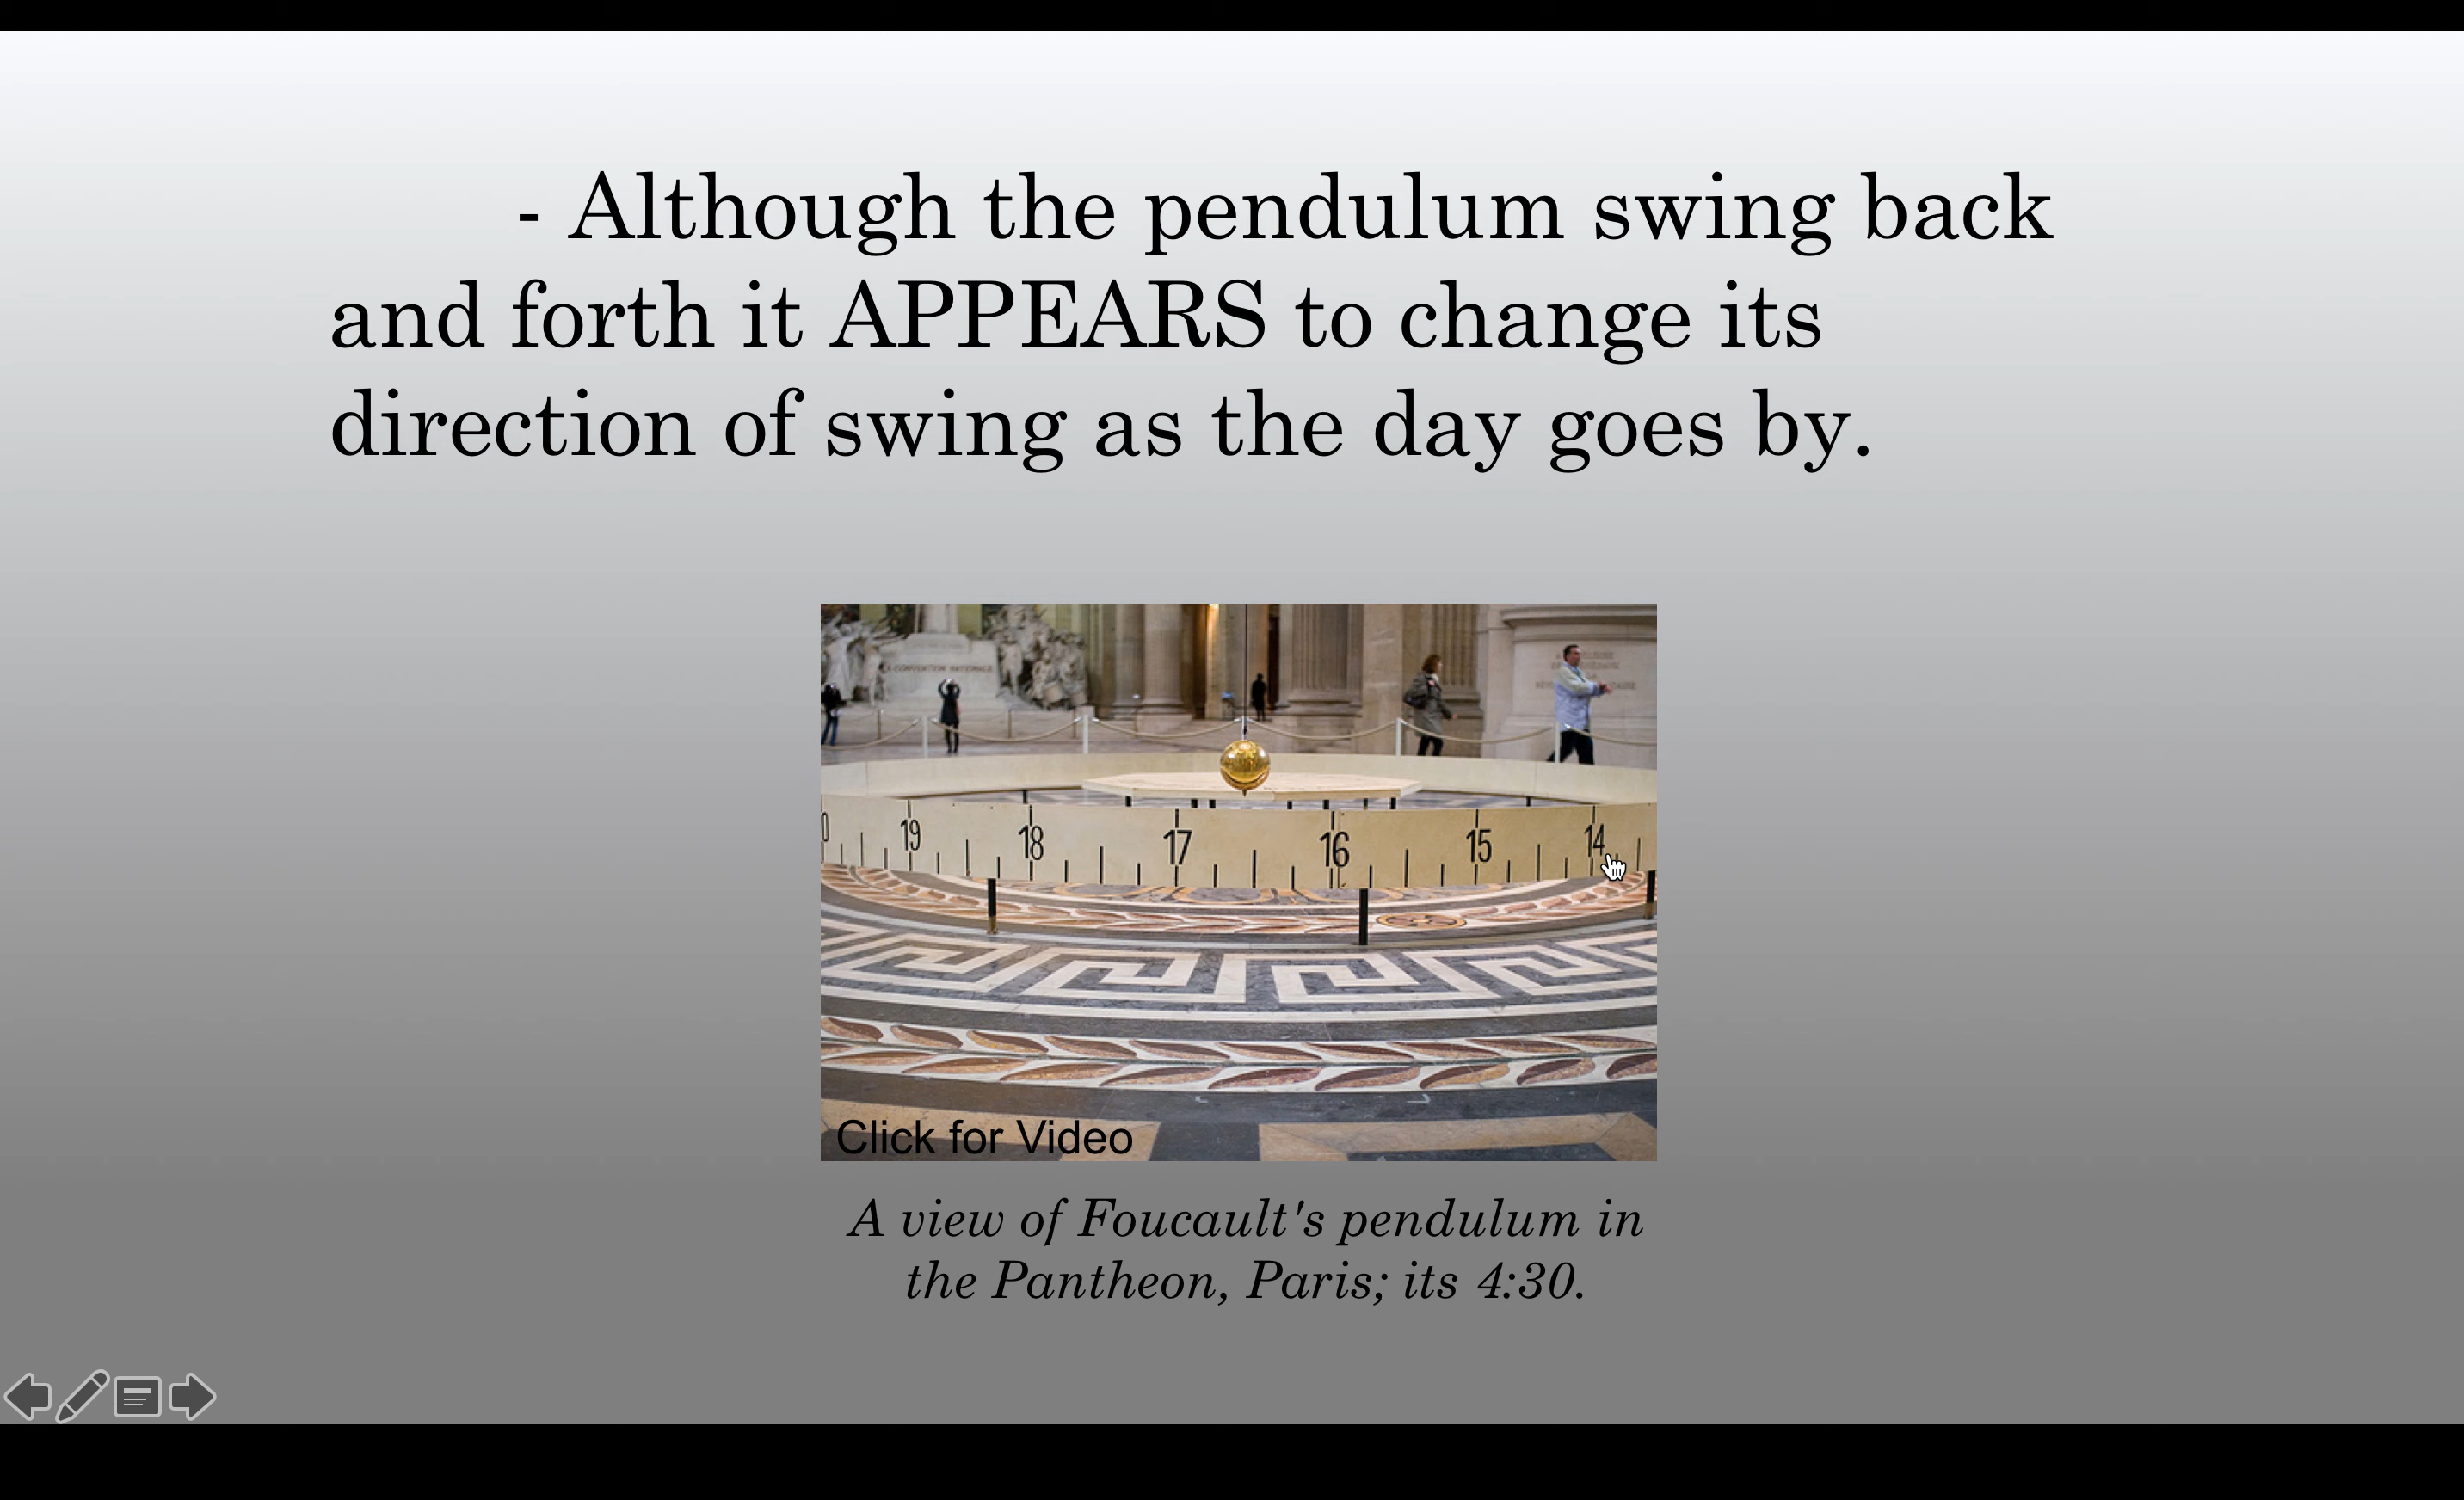 - Although the pendulum swing back
and forth it APPEARS to change its
direction of swing as the day goes by.
CONVENTION NATIONALE
19 18 17 16 15 14
Click for Video
A view of Foucault's pendulum in
the Pantheon, Paris; its 4:30.